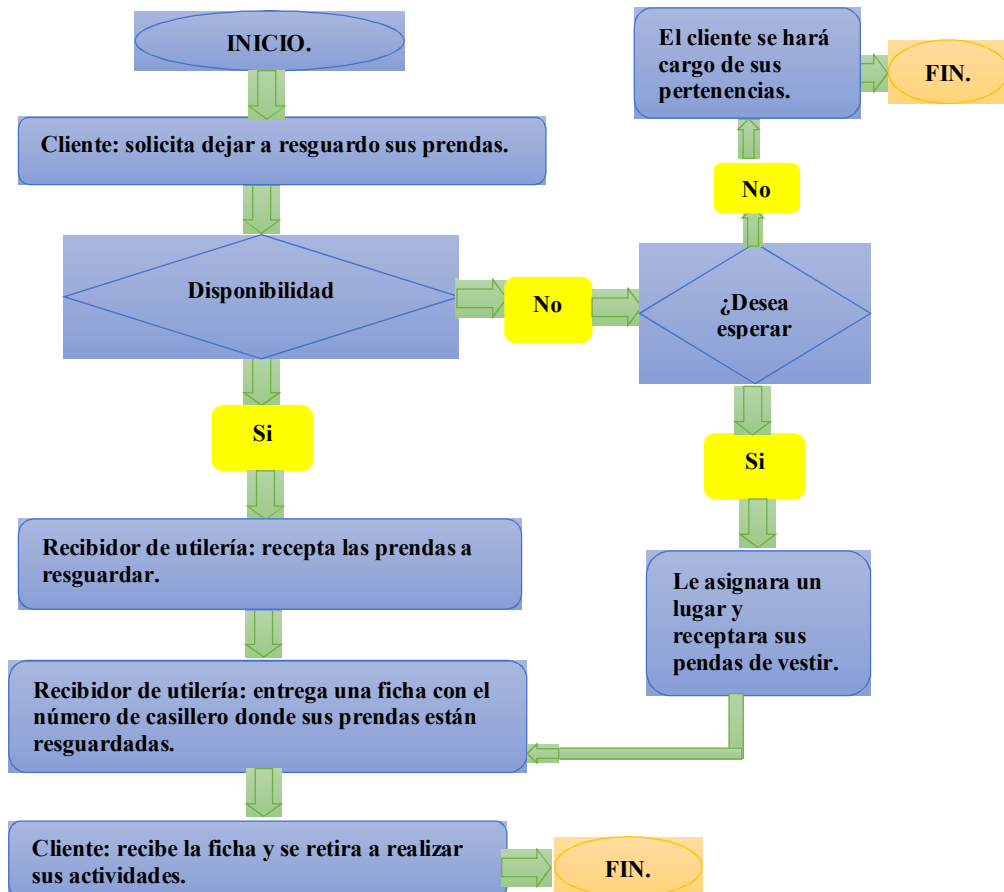 INICIO.
Cliente: solicita dejar a resguardo sus prendas.
Disponibilidad
No
¿Desea
esperar
No
El cliente se hará
cargo de sus
pertenencias.
FIN.
Si
Si
Recibidor de utilería: recepta las prendas a
resguardar.
Le asignara un
lugar y
receptara sus
pendas de vestir.
Recibidor de utilería: entrega una ficha con el
número de casillero donde sus prendas están
resguardadas.
Cliente: recibe la ficha y se retira a realizar
sus actividades.
FIN.